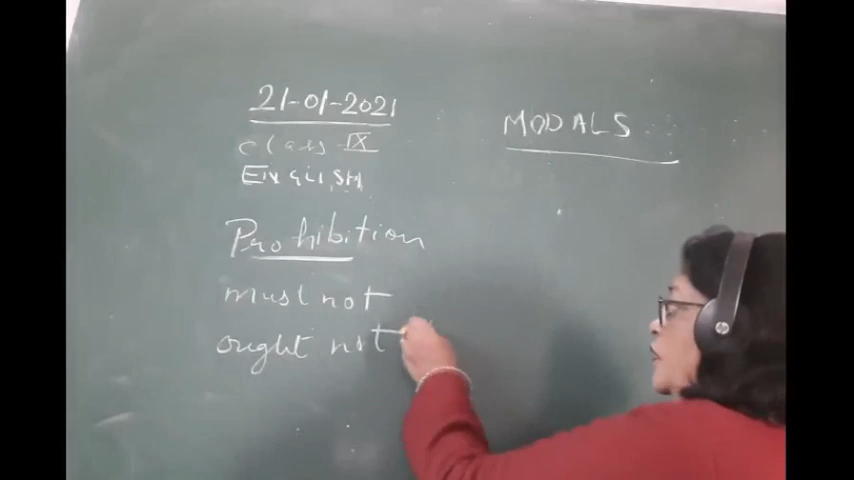 21-01-2021
class IX
ENGLISH
MODALS
Prohibition
must not
ought not